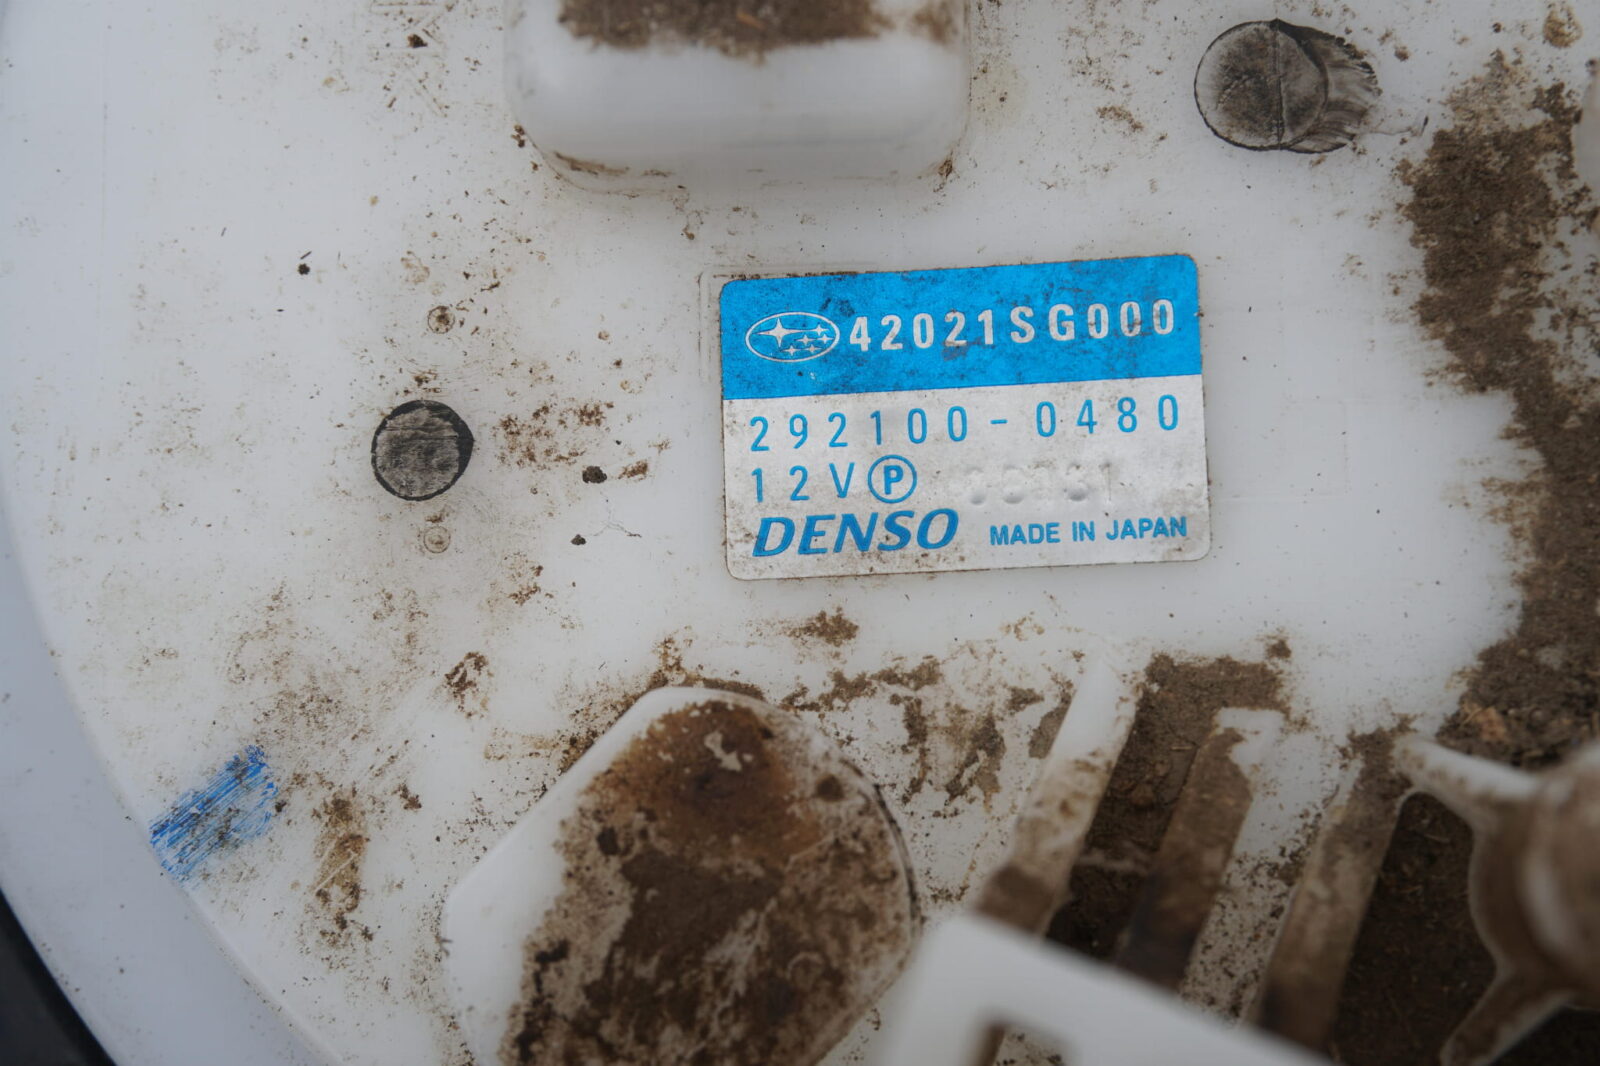 42021SG000
292100-0480
12V Ⓟ
DENSO MADE IN JAPAN